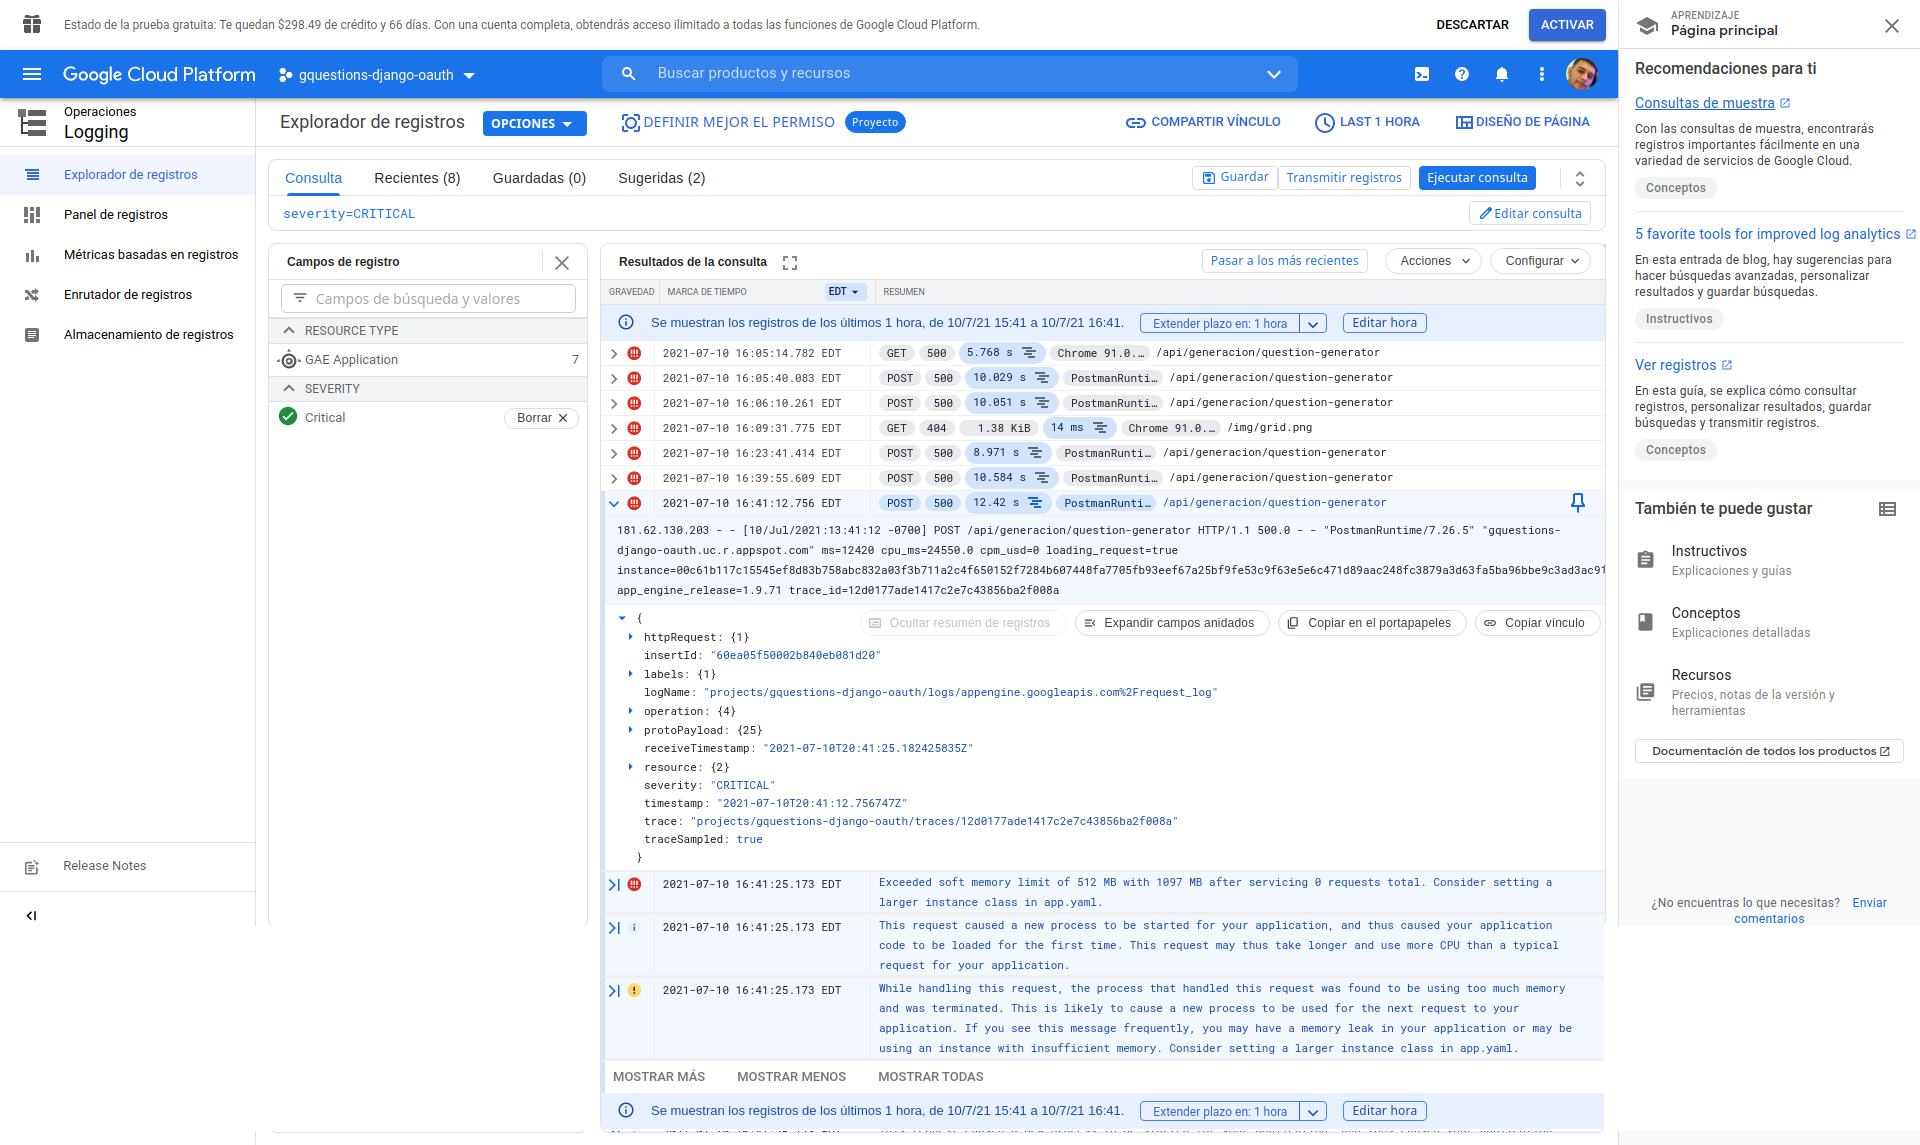 Estado de la prueba gratuita: Te quedan $298.49 de crédito y 66 días. Con una cuenta completa, obtendrás acceso ilimitado a todas las funciones de Google Cloud Platform.
DESCARTAR
ACTIVAR
Google Cloud Platform
gquestions-django-oauth
Buscar productos y recursos
Operaciones
Logging
Explorador de registros
Panel de registros
Métricas basadas en registros
Enrutador de registros
Almacenamiento de registros
Release Notes
Explorador de registros
OPCIONES
DEFINIR MEJOR EL PERMISO
Proyecto
COMPARTIR VÍNCULO
LAST 1 HORA
DISEÑO DE PÁGINA
Consulta
Recientes (8)
Guardadas (0)
Sugeridas (2)
Guardar
Transmitir registros
Ejecutar consulta
severity=CRITICAL
Editar consulta
Campos de registro
Campos de búsqueda y valores
RESOURCE TYPE
GAE Application 7
SEVERITY
Critical
Borrar
Resultados de la consulta
Pasar a los más recientes
Acciones
Configurar
GRAVEDAD MARCA DE TIEMPO EDT RESUMEN
Se muestran los registros de los últimos 1 hora, de 10/7/21 15:41 a 10/7/21 16:41. Extender plazo en: 1 hora Editar hora
2021-07-10 16:05:14.782 EDT GET 500 5.768 s Chrome 91.0.… /api/generacion/question-generator
2021-07-10 16:05:40.083 EDT POST 500 10.029 s PostmanRunti… /api/generacion/question-generator
2021-07-10 16:06:10.261 EDT POST 500 10.051 s PostmanRunti… /api/generacion/question-generator
2021-07-10 16:09:31.775 EDT GET 404 1.38 KiB 14 ms Chrome 91.0.… /img/grid.png
2021-07-10 16:23:41.414 EDT POST 500 8.971 s PostmanRunti… /api/generacion/question-generator
2021-07-10 16:39:55.609 EDT POST 500 10.584 s PostmanRunti… /api/generacion/question-generator
2021-07-10 16:41:12.756 EDT POST 500 12.42 s PostmanRunti… /api/generacion/question-generator
181.62.130.203 - - [10/Jul/2021:13:41:12 -0700] POST /api/generacion/question-generator HTTP/1.1 500.0 - - "PostmanRuntime/7.26.5" "gquestions-
django-oauth.uc.r.appspot.com" ms=12420 cpu_ms=24550.0 cpm_usd=0 loading_request=true
instance=00c61b117c15545ef8d83b758abc832a03f3b711a2c4f650152f7284b607448fa7705fb93eef67a25bf9fe53c9f63e5e6c471d89aac248fc3879a3d63fa5ba96bbe9c3ad3ac91
app_engine_release=1.9.71 trace_id=12d0177ade1417c2e7c43856ba2f008a
{
Ocultar resumen de registros
Expandir campos anidados
Copiar en el portapapeles
Copiar vínculo
httpRequest: {1}
insertId: "60ea05f50002b840eb081d20"
labels: {1}
logName: "projects/gquestions-django-oauth/logs/appengine.googleapis.com%2Frequest_log"
operation: {4}
protoPayload: {25}
receiveTimestamp: "2021-07-10T20:41:25.182425835Z"
resource: {2}
severity: "CRITICAL"
timestamp: "2021-07-10T20:41:12.756747Z"
trace: "projects/gquestions-django-oauth/traces/12d0177ade1417c2e7c43856ba2f008a"
traceSampled: true
}
2021-07-10 16:41:25.173 EDT Exceeded soft memory limit of 512 MB with 1097 MB after servicing 0 requests total. Consider setting a
larger instance class in app.yaml.
2021-07-10 16:41:25.173 EDT This request caused a new process to be started for your application, and thus caused your application
code to be loaded for the first time. This request may thus take longer and use more CPU than a typical
request for your application.
2021-07-10 16:41:25.173 EDT While handling this request, the process that handled this request was found to be using too much memory
and was terminated. This is likely to cause a new process to be used for the next request to your
application. If you see this message frequently, you may have a memory leak in your application or may be
using an instance with insufficient memory. Consider setting a larger instance class in app.yaml.
MOSTRAR MÁS MOSTRAR MENOS MOSTRAR TODAS
Se muestran los registros de los últimos 1 hora, de 10/7/21 15:41 a 10/7/21 16:41. Extender plazo en: 1 hora Editar hora
APRENDIZAJE
Página principal
Recomendaciones para ti
Consultas de muestra
Con las consultas de muestra, encontrarás
registros importantes fácilmente en una
variedad de servicios de Google Cloud.
Conceptos
5 favorite tools for improved log analytics
En esta entrada de blog, hay sugerencias para
hacer búsquedas avanzadas, personalizar
resultados y guardar búsquedas.
Instructivos
Ver registros
En esta guía, se explica cómo consultar
registros, personalizar resultados, guardar
búsquedas y transmitir registros.
Conceptos
También te puede gustar
Instructivos
Explicaciones y guías
Conceptos
Explicaciones detalladas
Recursos
Precios, notas de la versión y
herramientas
Documentación de todos los productos
¿No encuentras lo que necesitas? Enviar
comentarios